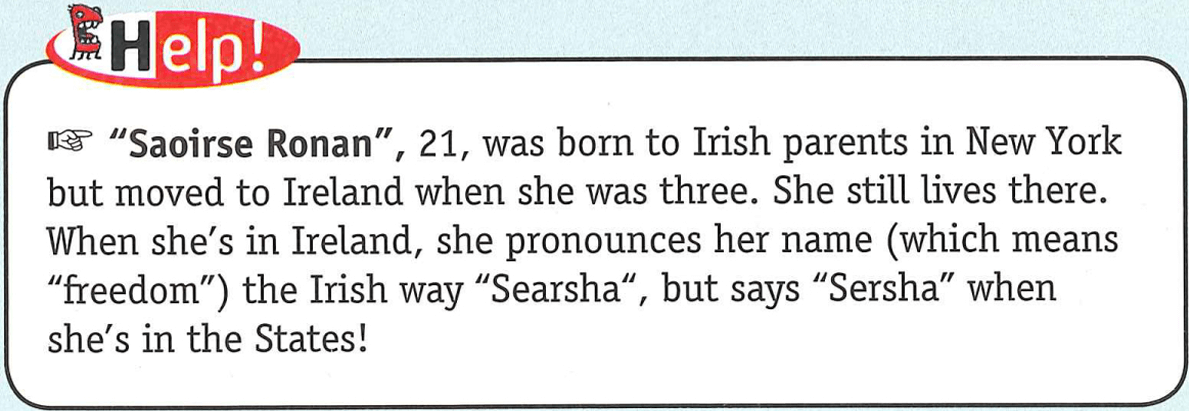 Help!
☞ “Saoirse Ronan”, 21, was born to Irish parents in New York
but moved to Ireland when she was three. She still lives there.
When she’s in Ireland, she pronounces her name (which means
“freedom”) the Irish way “Searsha“, but says “Sersha” when
she’s in the States!